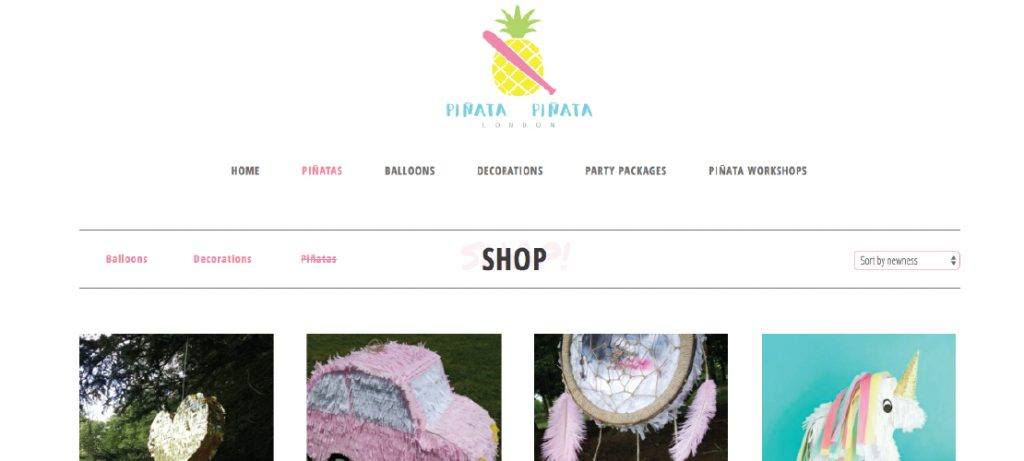 PIÑATA PIÑATA
LONDON
HOME PIÑATAS BALLOONS DECORATIONS PARTY PACKAGES PIÑATA WORKSHOPS
Balloons Decorations Piñatas SHOP Sort by newness